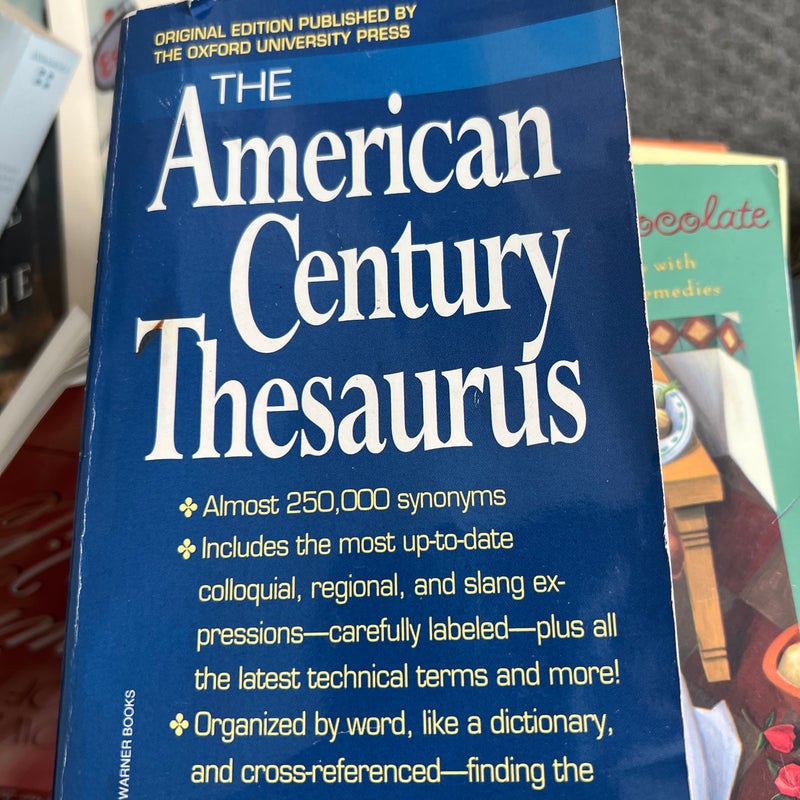 ORIGINAL EDITION PUBLISHED BY
THE OXFORD UNIVERSITY PRESS
THE
American
Century
Thesaurus
✤ Almost 250,000 synonyms
✤ Includes the most up-to-date
colloquial, regional, and slang ex-
pressions—carefully labeled—plus all
the latest technical terms and more!
✤ Organized by word, like a dictionary,
and cross-referenced—finding the
WARNER BOOKS
ocolate
with
emedies